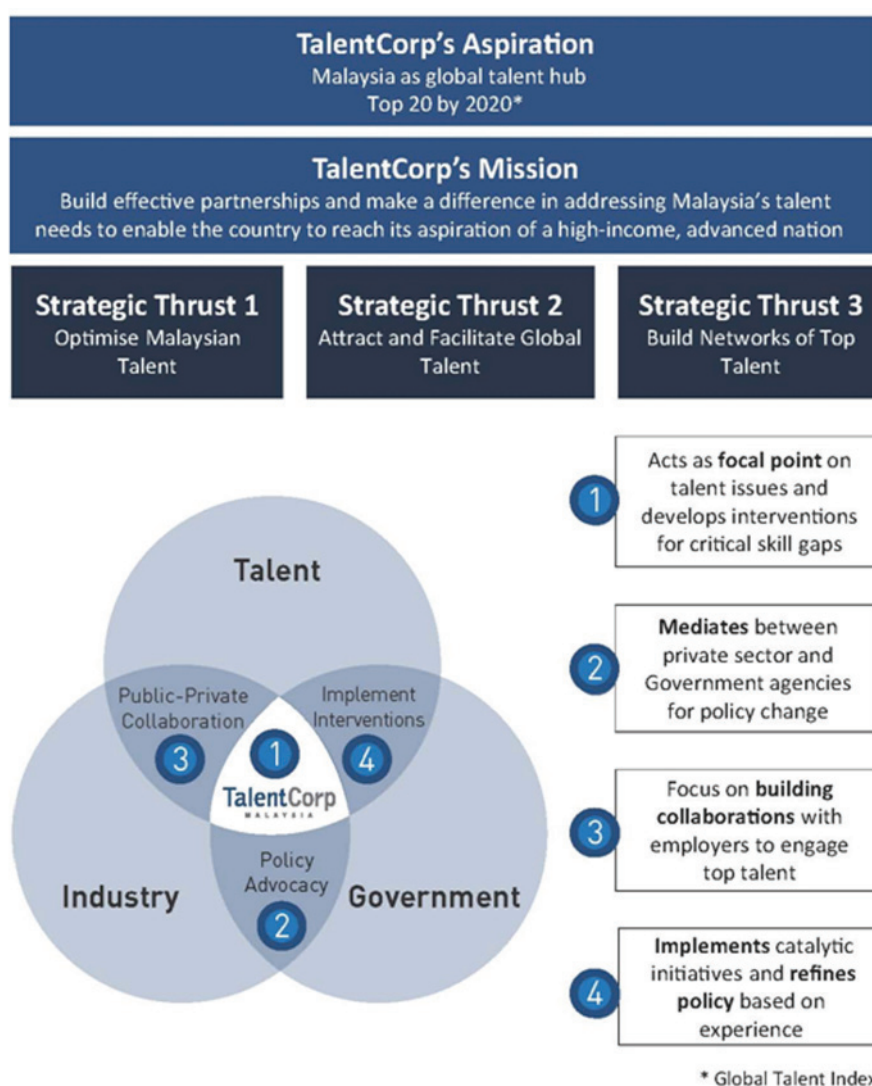 TalentCorp's Aspiration
Malaysia as global talent hub
Top 20 by 2020*
TalentCorp's Mission
Build effective partnerships and make a difference in addressing Malaysia's talent
needs to enable the country to reach its aspiration of a high-income, advanced nation
Strategic Thrust 1
Optimise Malaysian
Talent
Strategic Thrust 2
Attract and Facilitate Global
Talent
Strategic Thrust 3
Build Networks of Top
Talent
Talent
Public-Private
Collaboration
3
Implement
Interventions
4
1
TalentCorp
MALAYSIA
Policy
Advocacy
2
Industry
Government
1
Acts as focal point on
talent issues and
develops interventions
for critical skill gaps
2
Mediates between
private sector and
Government agencies
for policy change
3
Focus on building
collaborations with
employers to engage
top talent
4
Implements catalytic
initiatives and refines
policy based on
experience
* Global Talent Index